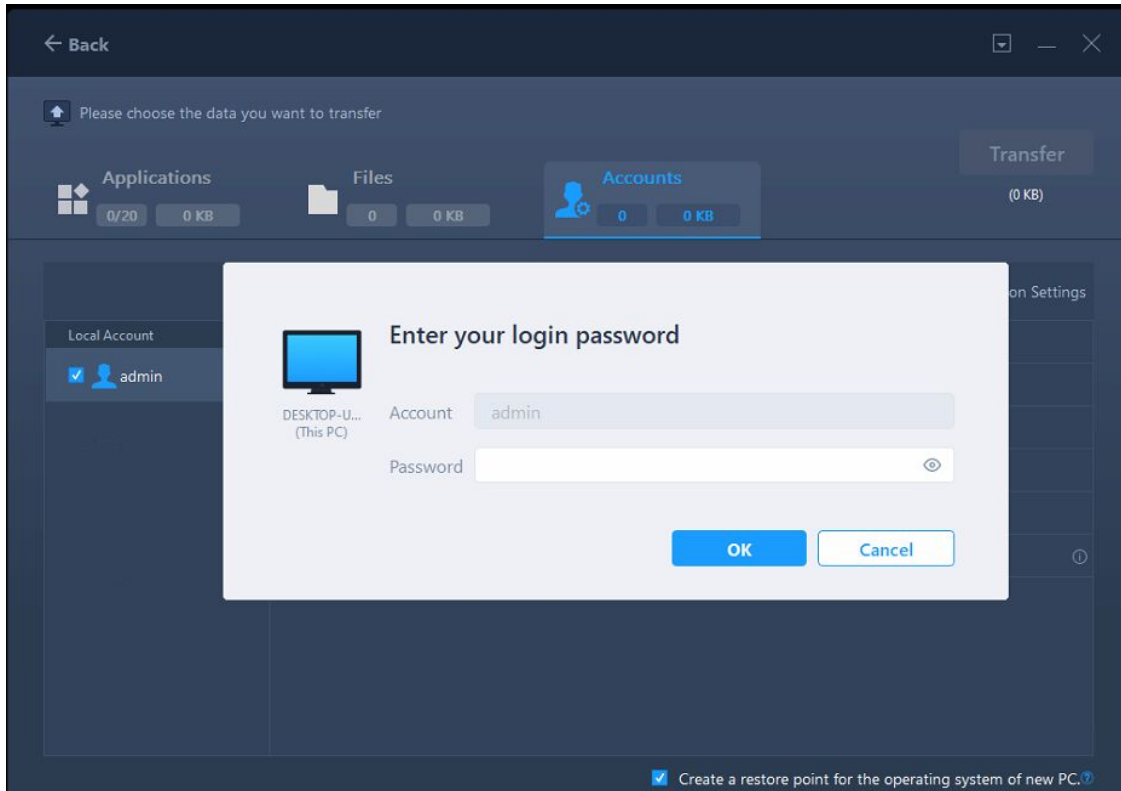 Back
Please choose the data you want to transfer
Applications
0/20 0 KB
Files
0 0 KB
Accounts
0 0 KB
Transfer
(0 KB)
on Settings
Local Account
admin
Enter your login password
DESKTOP-U...
(This PC)
Account admin
Password
OK Cancel
Create a restore point for the operating system of new PC.